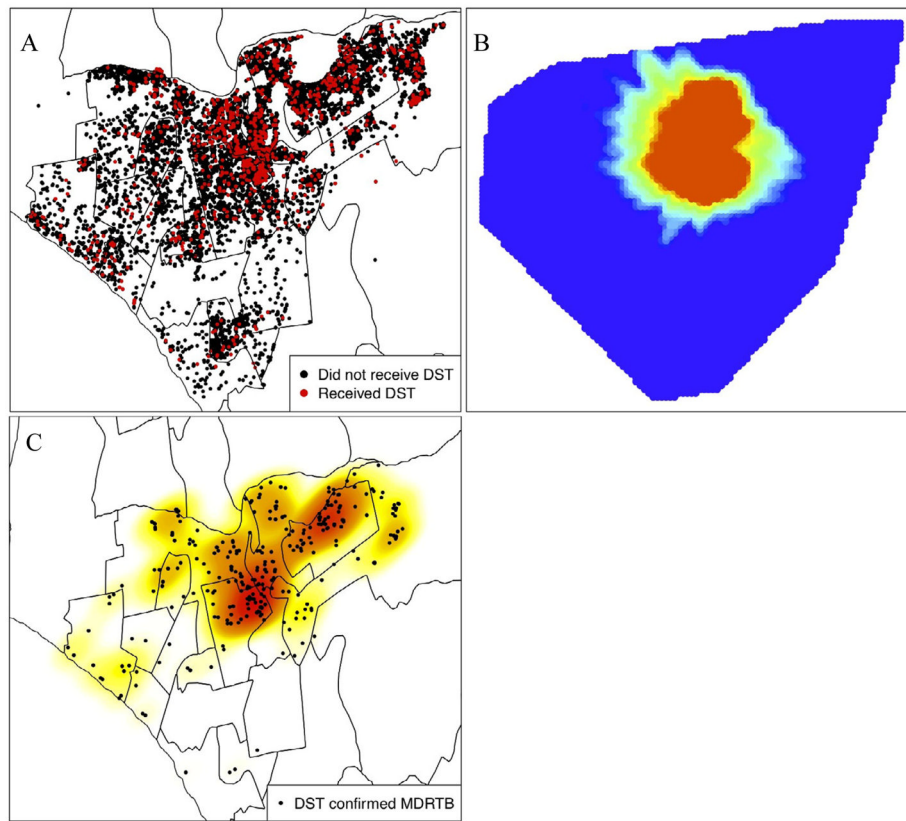 A
B
Did not receive DST
Received DST
C
DST confirmed MDRTB